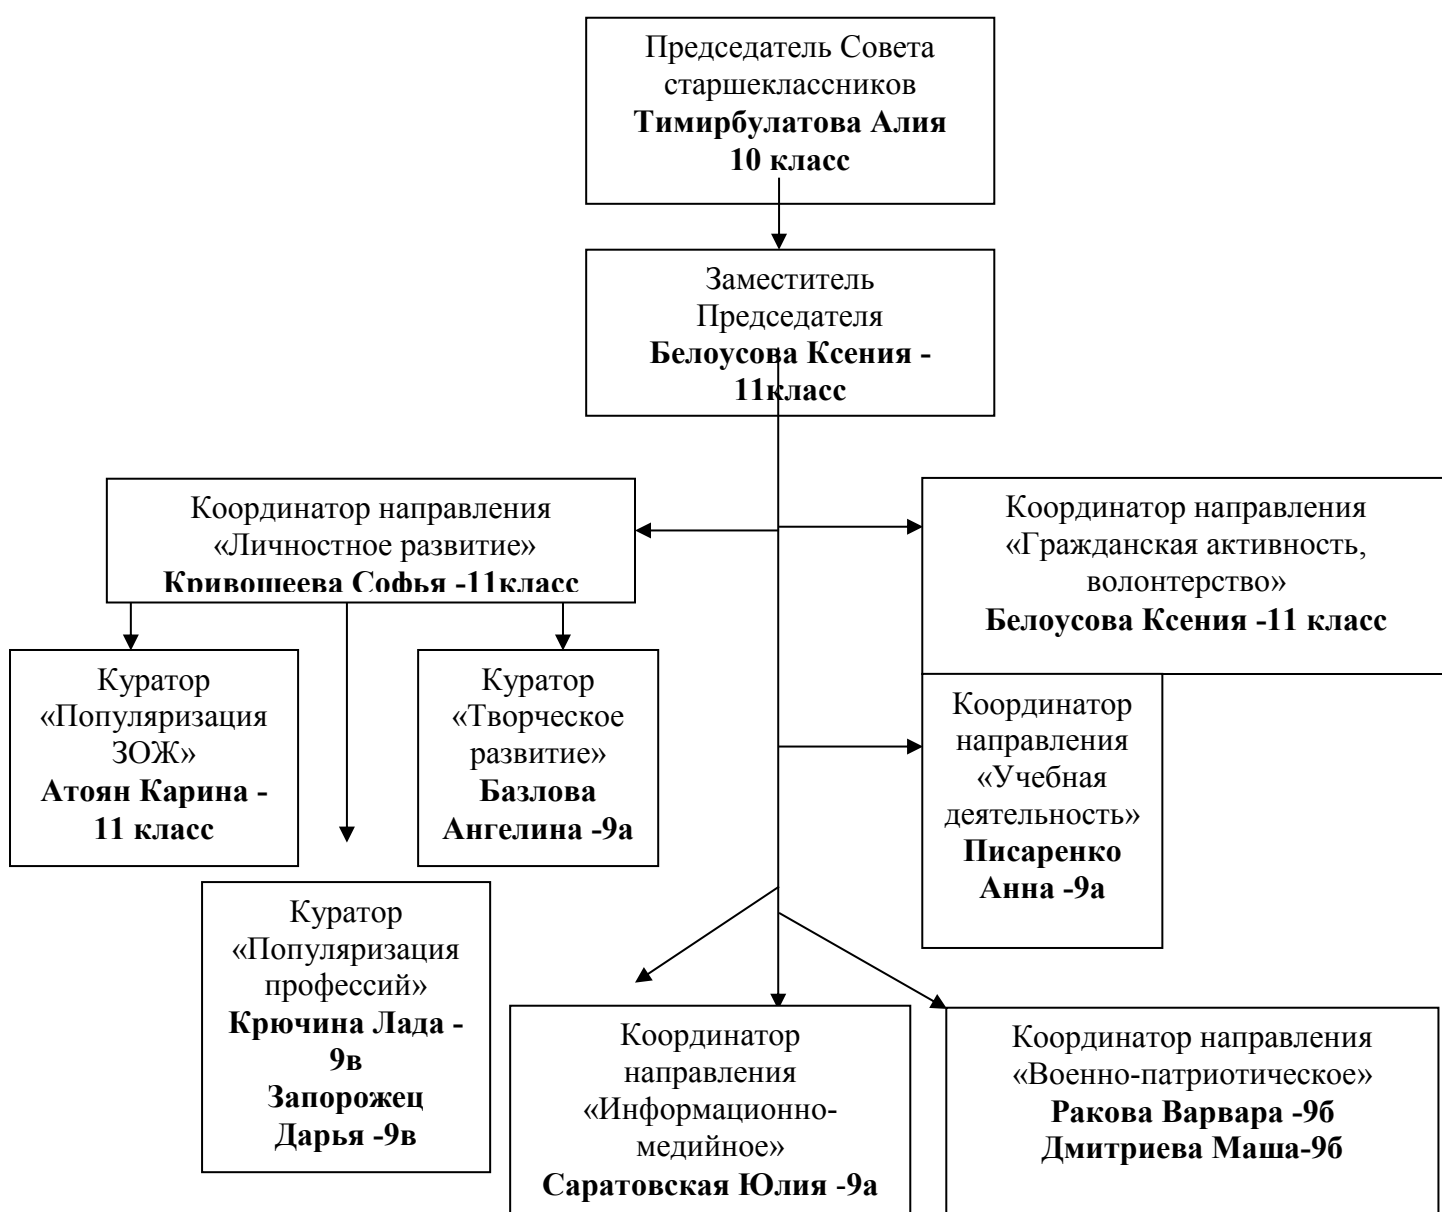 Председатель Совета
старшеклассников
Тимирбулатова Алия
10 класс
Заместитель
Председателя
Белоусова Ксения -
11класс
Координатор направления
«Личностное развитие»
Кривошеева Софья -11класс
Координатор направления
«Гражданская активность,
волонтерство»
Белоусова Ксения -11 класс
Куратор
«Популяризация
ЗОЖ»
Атоян Карина -
11 класс
Куратор
«Творческое
развитие»
Базлова
Ангелина -9а
Координатор
направления
«Учебная
деятельность»
Писаренко
Анна -9а
Куратор
«Популяризация
профессий»
Крючина Лада -
9в
Запорожец
Дарья -9в
Координатор
направления
«Информационно-
медийное»
Саратовская Юлия -9а
Координатор направления
«Военно-патриотическое»
Ракова Варвара -9б
Дмитриева Маша-9б